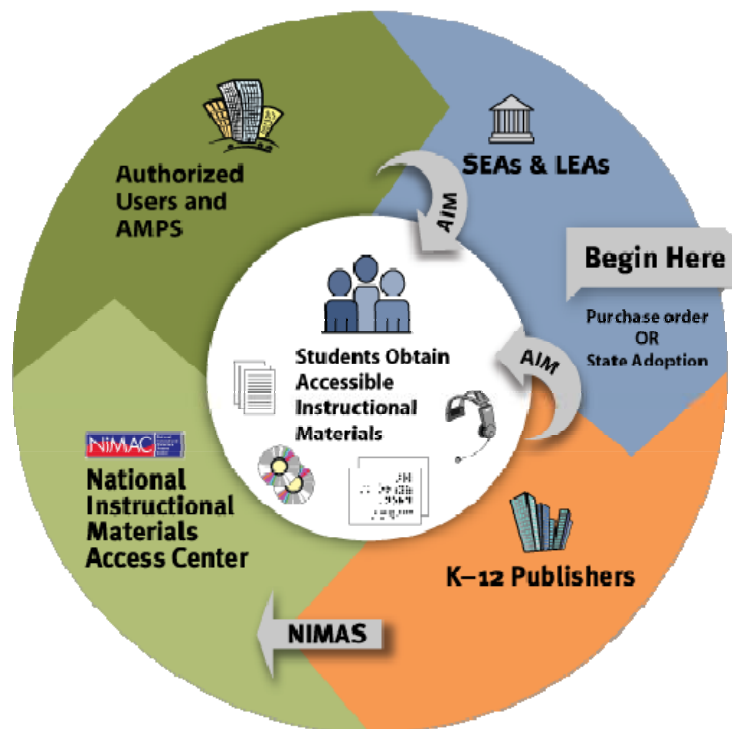 SEAs & LEAs
Begin Here
Purchase order
OR
State Adoption
AIM
K–12 Publishers
NIMAS
NiMAC
National
Instructional
Materials
Access Center
Authorized
Users and
AMPS
AIM
Students Obtain
Accessible
Instructional
Materials